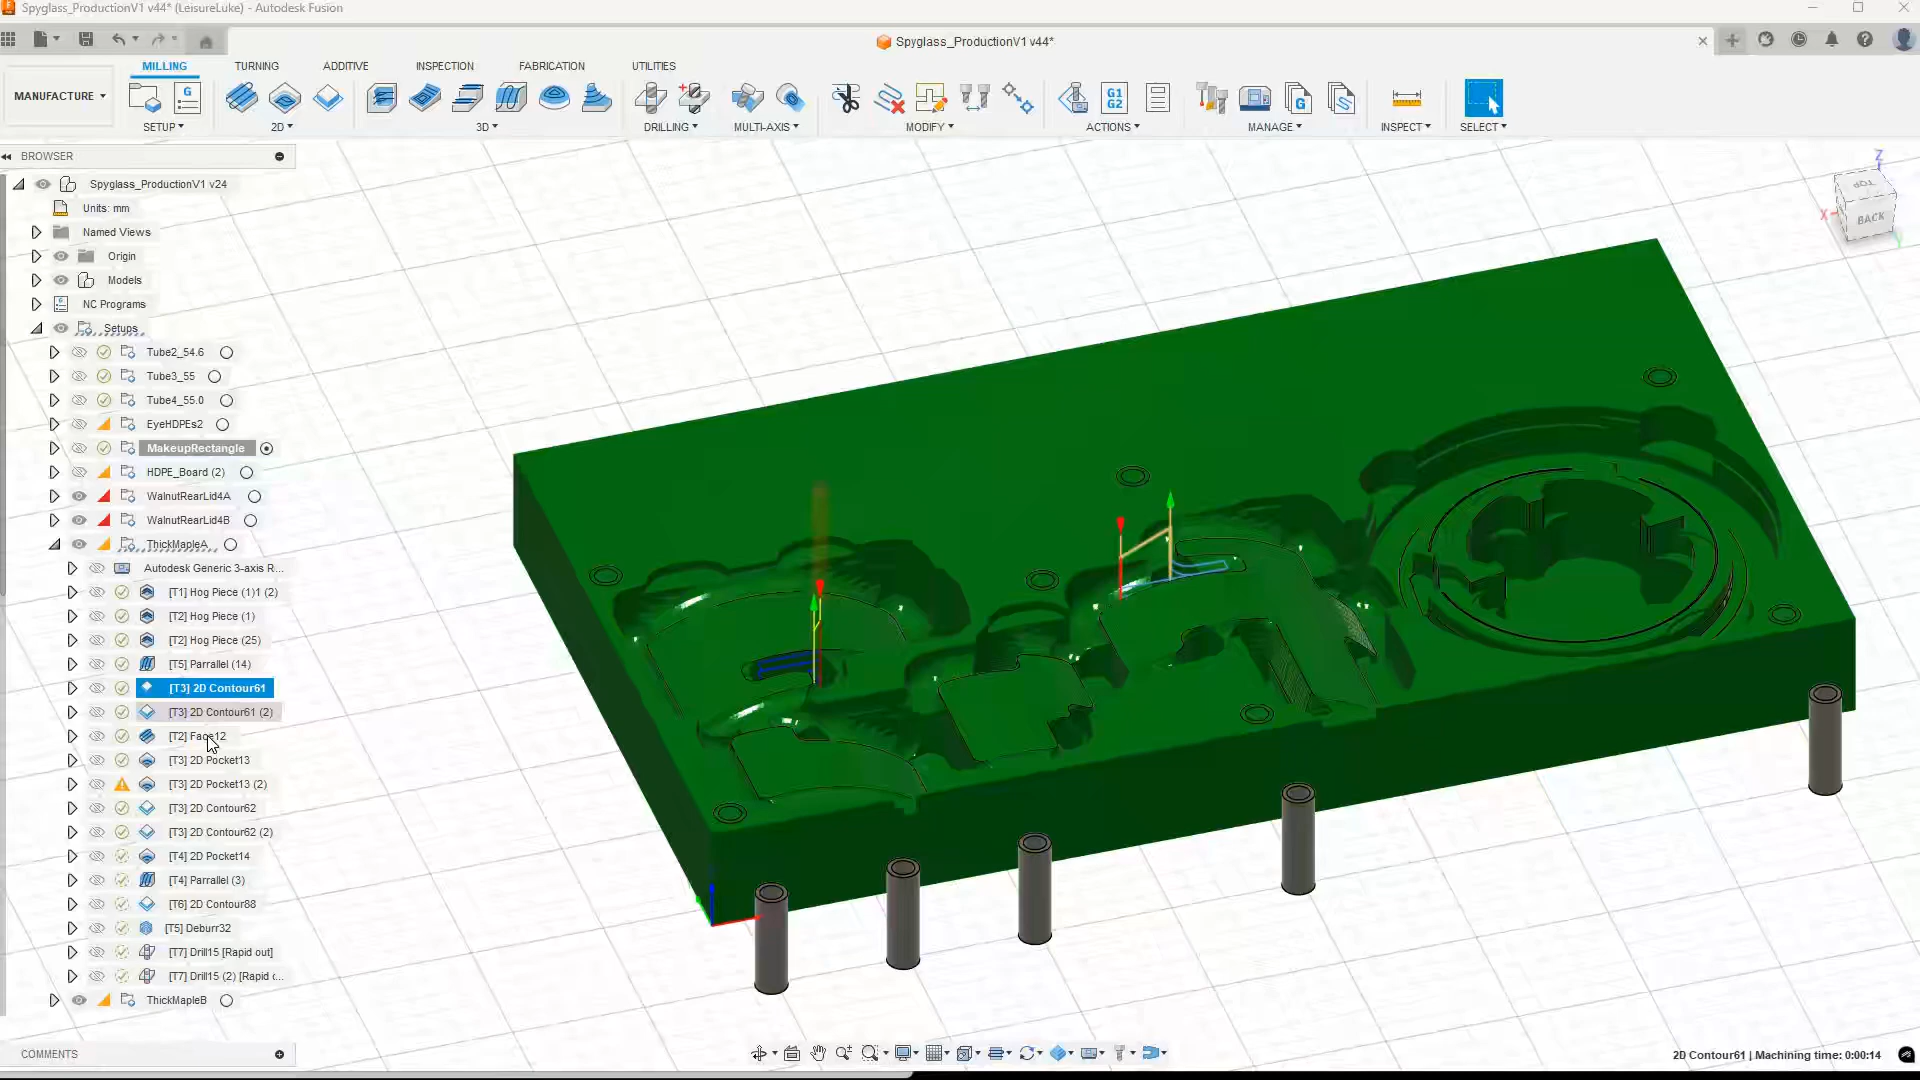 Spyglass_ProductionV1 v44* (LeisureLuke) - Autodesk Fusion
Spyglass_ProductionV1 v44*
MANUFACTURE
MILLING
TURNING
ADDITIVE
INSPECTION
FABRICATION
UTILITIES
G
G1
G2
G
SETUP
2D
3D
DRILLING
MULTI-AXIS
MODIFY
ACTIONS
MANAGE
INSPECT
SELECT
BROWSER
Spyglass_ProductionV1 v24
Units: mm
Named Views
Origin
Models
NC Programs
Setups
Tube2_54.6
Tube3_55
Tube4_55.0
EyeHDPEs2
MakeupRectangle
HDPE_Board (2)
WalnutRearLid4A
WalnutRearLid4B
ThickMapleA
Autodesk Generic 3-axis R...
[T1] Hog Piece (1)1 (2)
[T2] Hog Piece (1)
[T2] Hog Piece (25)
[T5] Parrallel (14)
[T3] 2D Contour61
[T3] 2D Contour61 (2)
[T2] Face12
[T3] 2D Pocket13
[T3] 2D Pocket13 (2)
[T3] 2D Contour62
[T3] 2D Contour62 (2)
[T4] 2D Pocket14
[T4] Parrallel (3)
[T6] 2D Contour88
[T5] Deburr32
[T7] Drill15 [Rapid out]
[T7] Drill15 (2) [Rapid c...
ThickMapleB
COMMENTS
Z
TOP
X
BACK
Y
2D Contour61 | Machining time: 0:00:14